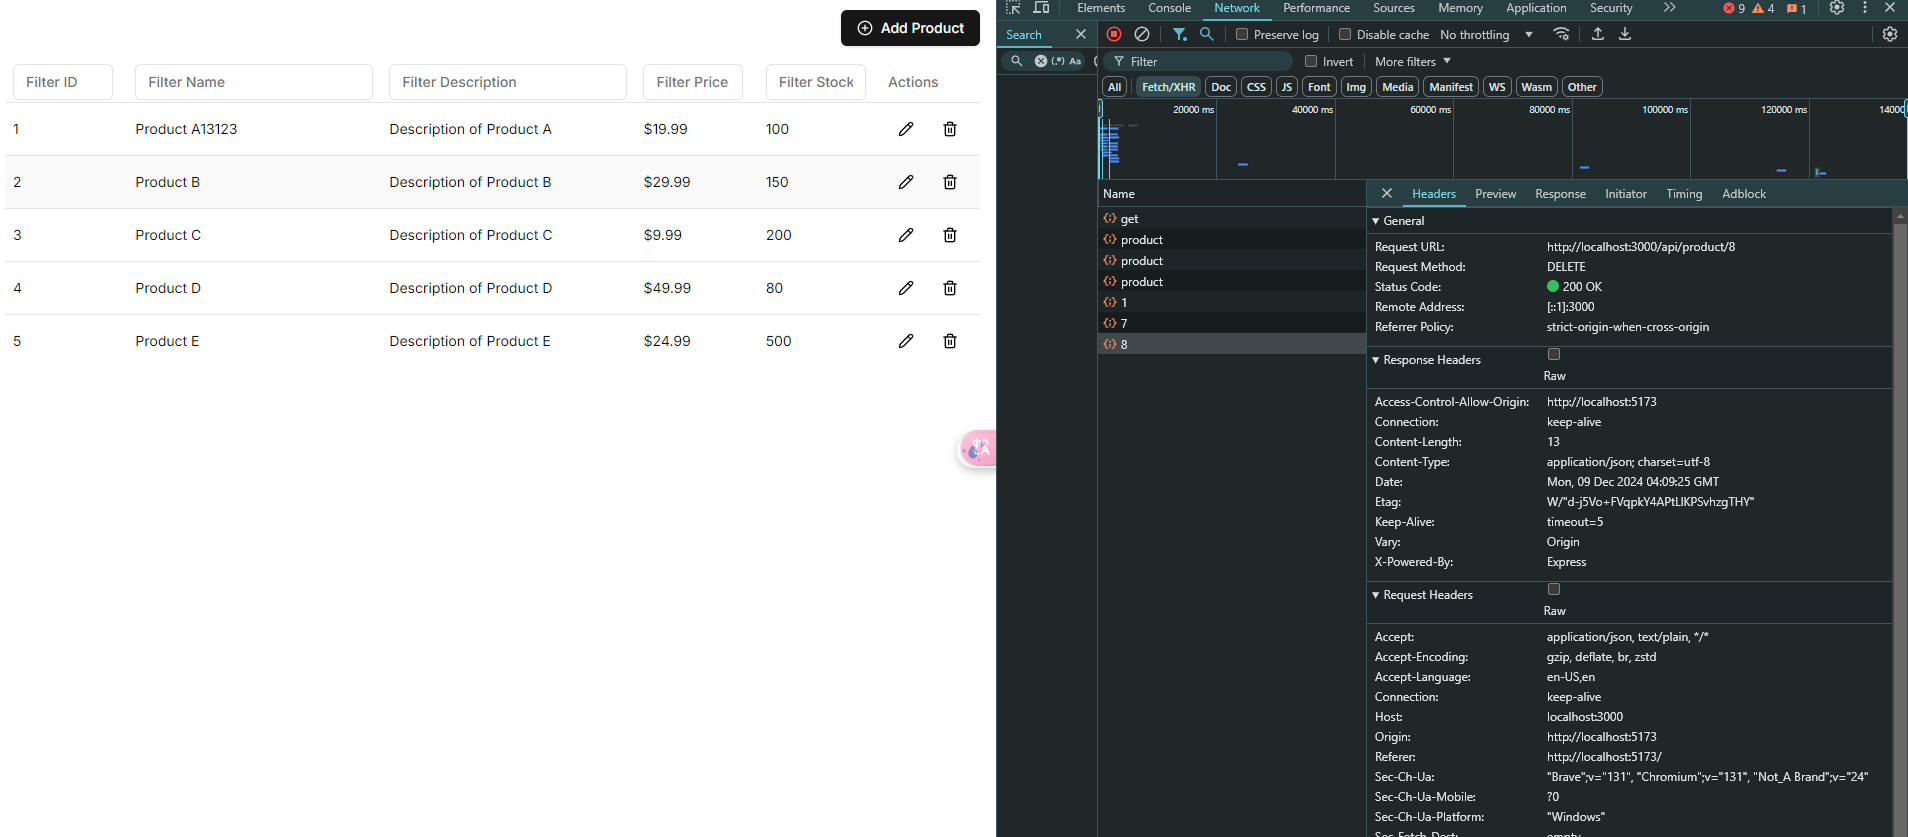 Add Product
Filter ID Filter Name Filter Description Filter Price Filter Stock Actions
1 Product A13123 Description of Product A $19.99 100
2 Product B Description of Product B $29.99 150
3 Product C Description of Product C $9.99 200
4 Product D Description of Product D $49.99 80
5 Product E Description of Product E $24.99 500
Elements Console Network Performance Sources Memory Application Security 9 4 1
Search
Preserve log Disable cache No throttling
(.*) Aa
Filter Invert More filters
All Fetch/XHR Doc CSS JS Font Img Media Manifest WS Wasm Other
20000 ms 40000 ms 60000 ms 80000 ms 100000 ms 120000 ms 14000
Name
get
product
product
product
1
7
8
Headers Preview Response Initiator Timing Adblock
General
Request URL: http://localhost:3000/api/product/8
Request Method: DELETE
Status Code: 200 OK
Remote Address: [::1]:3000
Referrer Policy: strict-origin-when-cross-origin
Response Headers
Raw
Access-Control-Allow-Origin: http://localhost:5173
Connection: keep-alive
Content-Length: 13
Content-Type: application/json; charset=utf-8
Date: Mon, 09 Dec 2024 04:09:25 GMT
Etag: W/"d-j5Vo+FVqpkY4APtLlKPSvhzgTHY"
Keep-Alive: timeout=5
Vary: Origin
X-Powered-By: Express
Request Headers
Raw
Accept: application/json, text/plain, */*
Accept-Encoding: gzip, deflate, br, zstd
Accept-Language: en-US,en
Connection: keep-alive
Host: localhost:3000
Origin: http://localhost:5173
Referer: http://localhost:5173/
Sec-Ch-Ua: "Brave";v="131", "Chromium";v="131", "Not_A Brand";v="24"
Sec-Ch-Ua-Mobile: ?0
Sec-Ch-Ua-Platform: "Windows"
Sec-Fetch-Dest: empty